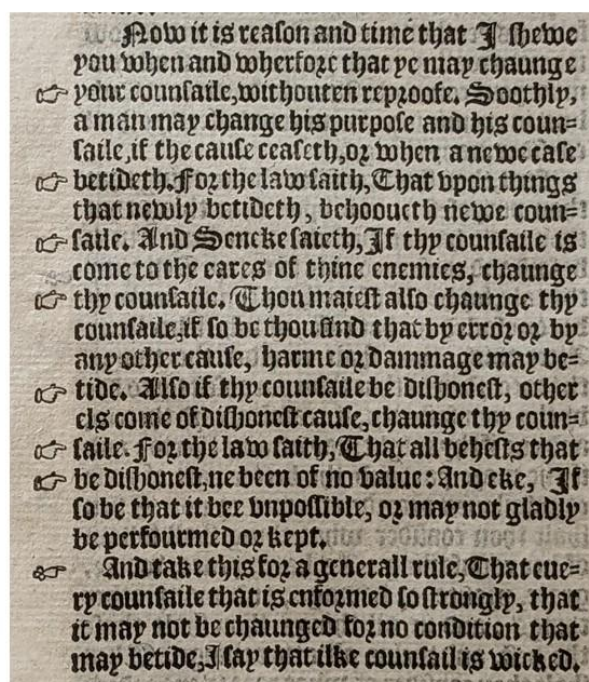 Now it is reason and time that I shewe
you when and wherfore that ye may chaunge
☞ your counsaile, withouten reproofe. Soothly,
a man may change his purpose and his coun=
saile, if the cause ceaseth, or when a newe case
☞ betideth. For the law saith, That vpon things
that newly betideth, behooueth newe coun=
☞ saile. And Seneke saieth, If thy counsaile is
come to the eares of thine enemies, chaunge
☞ thy counsaile. Thou maiest also chaunge thy
counsaile, if so be thou find that by error or by
any other cause, harme or dammage may be=
☞ tide. Also if thy counsaile be dishonest, other
els come of dishonest cause, chaunge thy coun=
☞ saile. For the law saith, That all behests that
☞ be dishonest, ne been of no value: And eke, If
so be that it bee vnpossible, or may not gladly
be perfourmed or kept.
☞ And take this for a generall rule, That eue=
ry counsaile that is enformed so strongly, that
it may not be chaunged for no condition that
may betide, I say that ilke counsail is wicked.